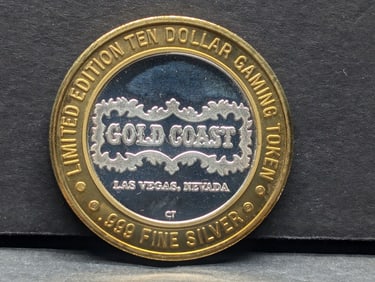 LIMITED EDITION TEN DOLLAR GAMING TOKEN
GOLD COAST
LAS VEGAS, NEVADA
CT
.999 FINE SILVER